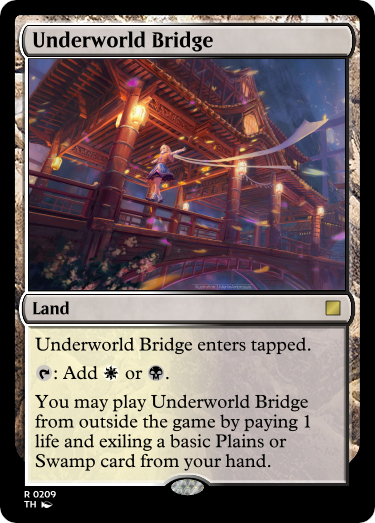 Underworld Bridge
Land
Underworld Bridge enters tapped.
: Add or .
You may play Underworld Bridge
from outside the game by paying 1
life and exiling a basic Plains or
Swamp card from your hand.
R 0209
TH